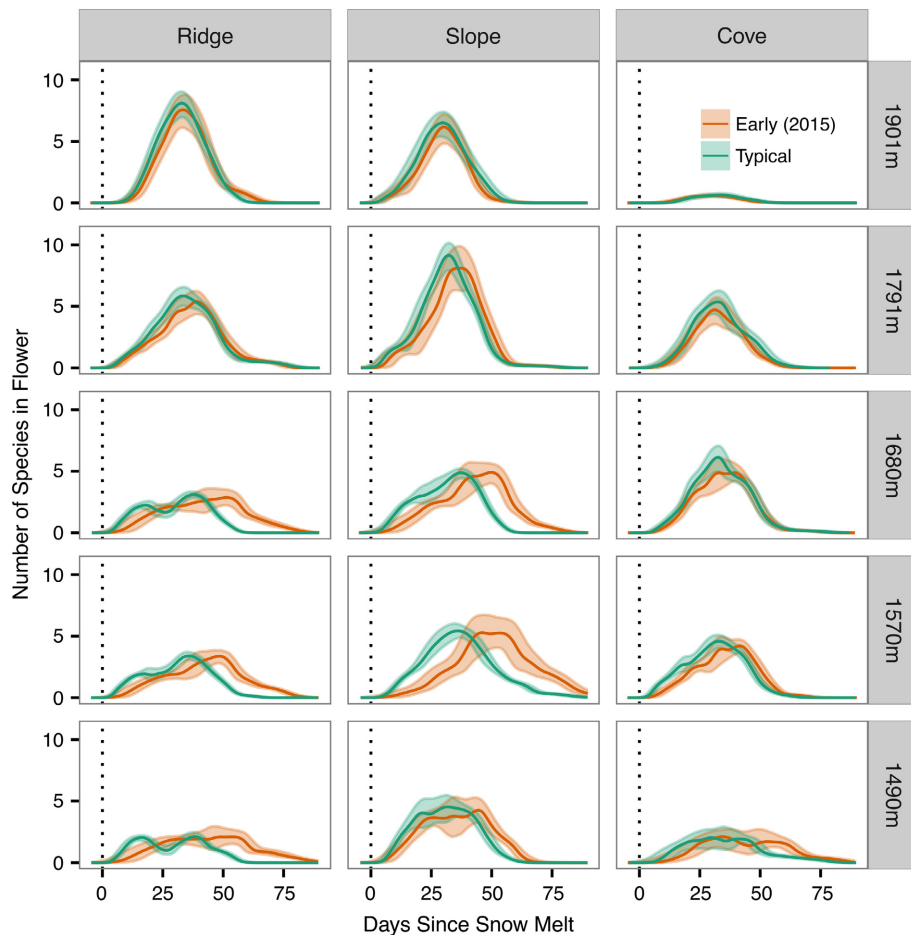 Ridge Slope Cove
Number of Species in Flower
10
5
0
Early (2015)
Typical
1901m
10
5
0
1791m
10
5
0
1680m
10
5
0
1570m
10
5
0
1490m
0 25 50 75 0 25 50 75 0 25 50 75
Days Since Snow Melt